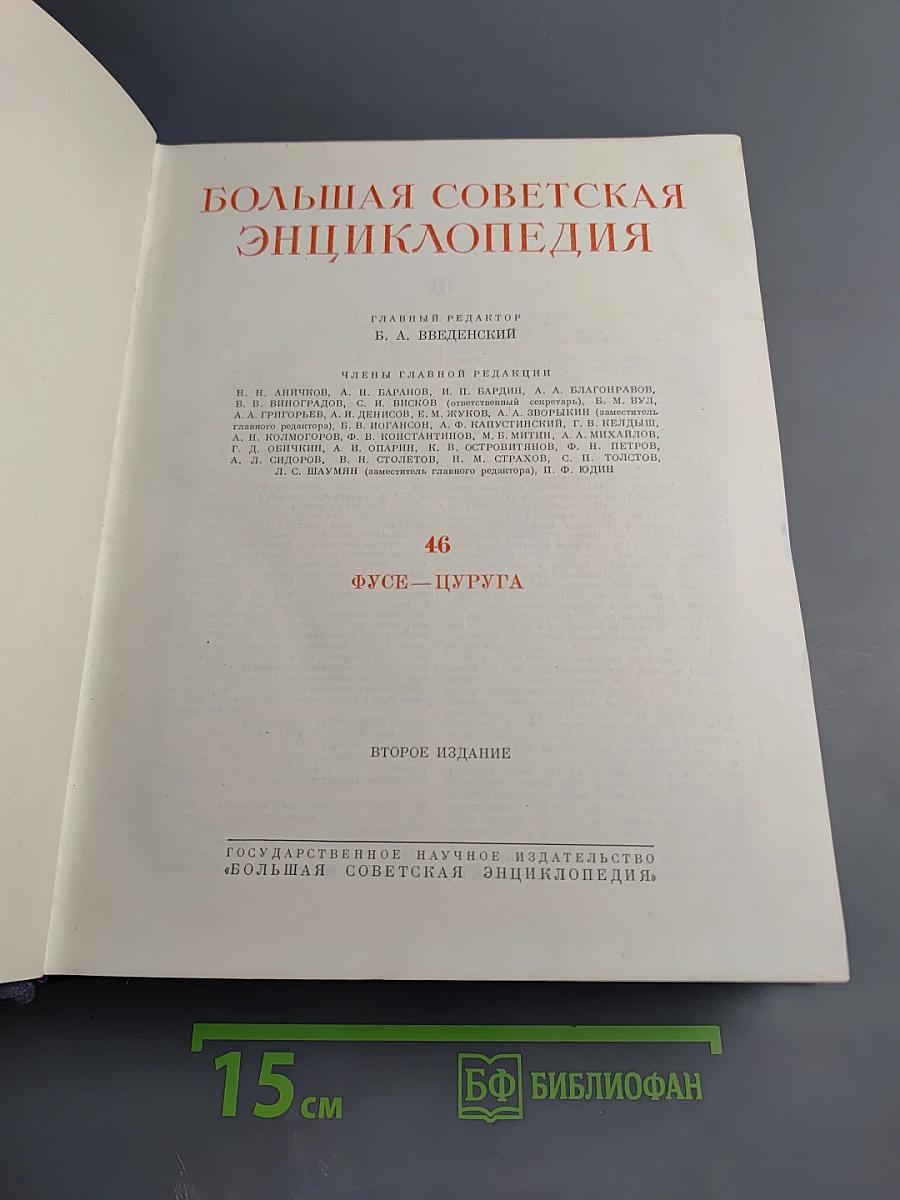 БОЛЬШАЯ СОВЕТСКАЯ
ЭНЦИКЛОПЕДИЯ
ГЛАВНЫЙ РЕДАКТОР
Б. А. ВВЕДЕНСКИЙ
ЧЛЕНЫ ГЛАВНОЙ РЕДАКЦИИ
Н. Н. АНИЧКОВ, А. Н. БАРАНОВ, И. П. БАРДИН, А. А. БЛАГОНРАВОВ,
В. В. ВИНОГРАДОВ, С. И. ВИСКОВ (ответственный секретарь), Б. М. ВУЛ,
А. А. ГРИГОРЬЕВ, А. И. ДЕНИСОВ, Е. М. ЖУКОВ, А. А. ЗВОРЫКИН (заместитель
главного редактора), Б. В. ИОГАНСОН, А. Ф. КАПУСТИНСКИЙ, Г. В. КЕЛДЫШ,
А. Н. КОЛМОГОРОВ, Ф. В. КОНСТАНТИНОВ, М. Б. МИТИН, А. А. МИХАЙЛОВ,
Г. Д. ОБИЧКИН, А. И. ОПАРИН, К. В. ОСТРОВИТЯНОВ, Ф. Н. ПЕТРОВ,
А. Л. СИДОРОВ, В. Н. СТОЛЕТОВ, Н. М. СТРАХОВ, С. П. ТОЛСТОВ,
Л. С. ШАУМЯН (заместитель главного редактора), П. Ф. ЮДИН
46
ФУСЕ—ЦУРУГА
ВТОРОЕ ИЗДАНИЕ
ГОСУДАРСТВЕННОЕ НАУЧНОЕ ИЗДАТЕЛЬСТВО
«БОЛЬШАЯ СОВЕТСКАЯ ЭНЦИКЛОПЕДИЯ»
15 см
БФ БИБЛИОФАН